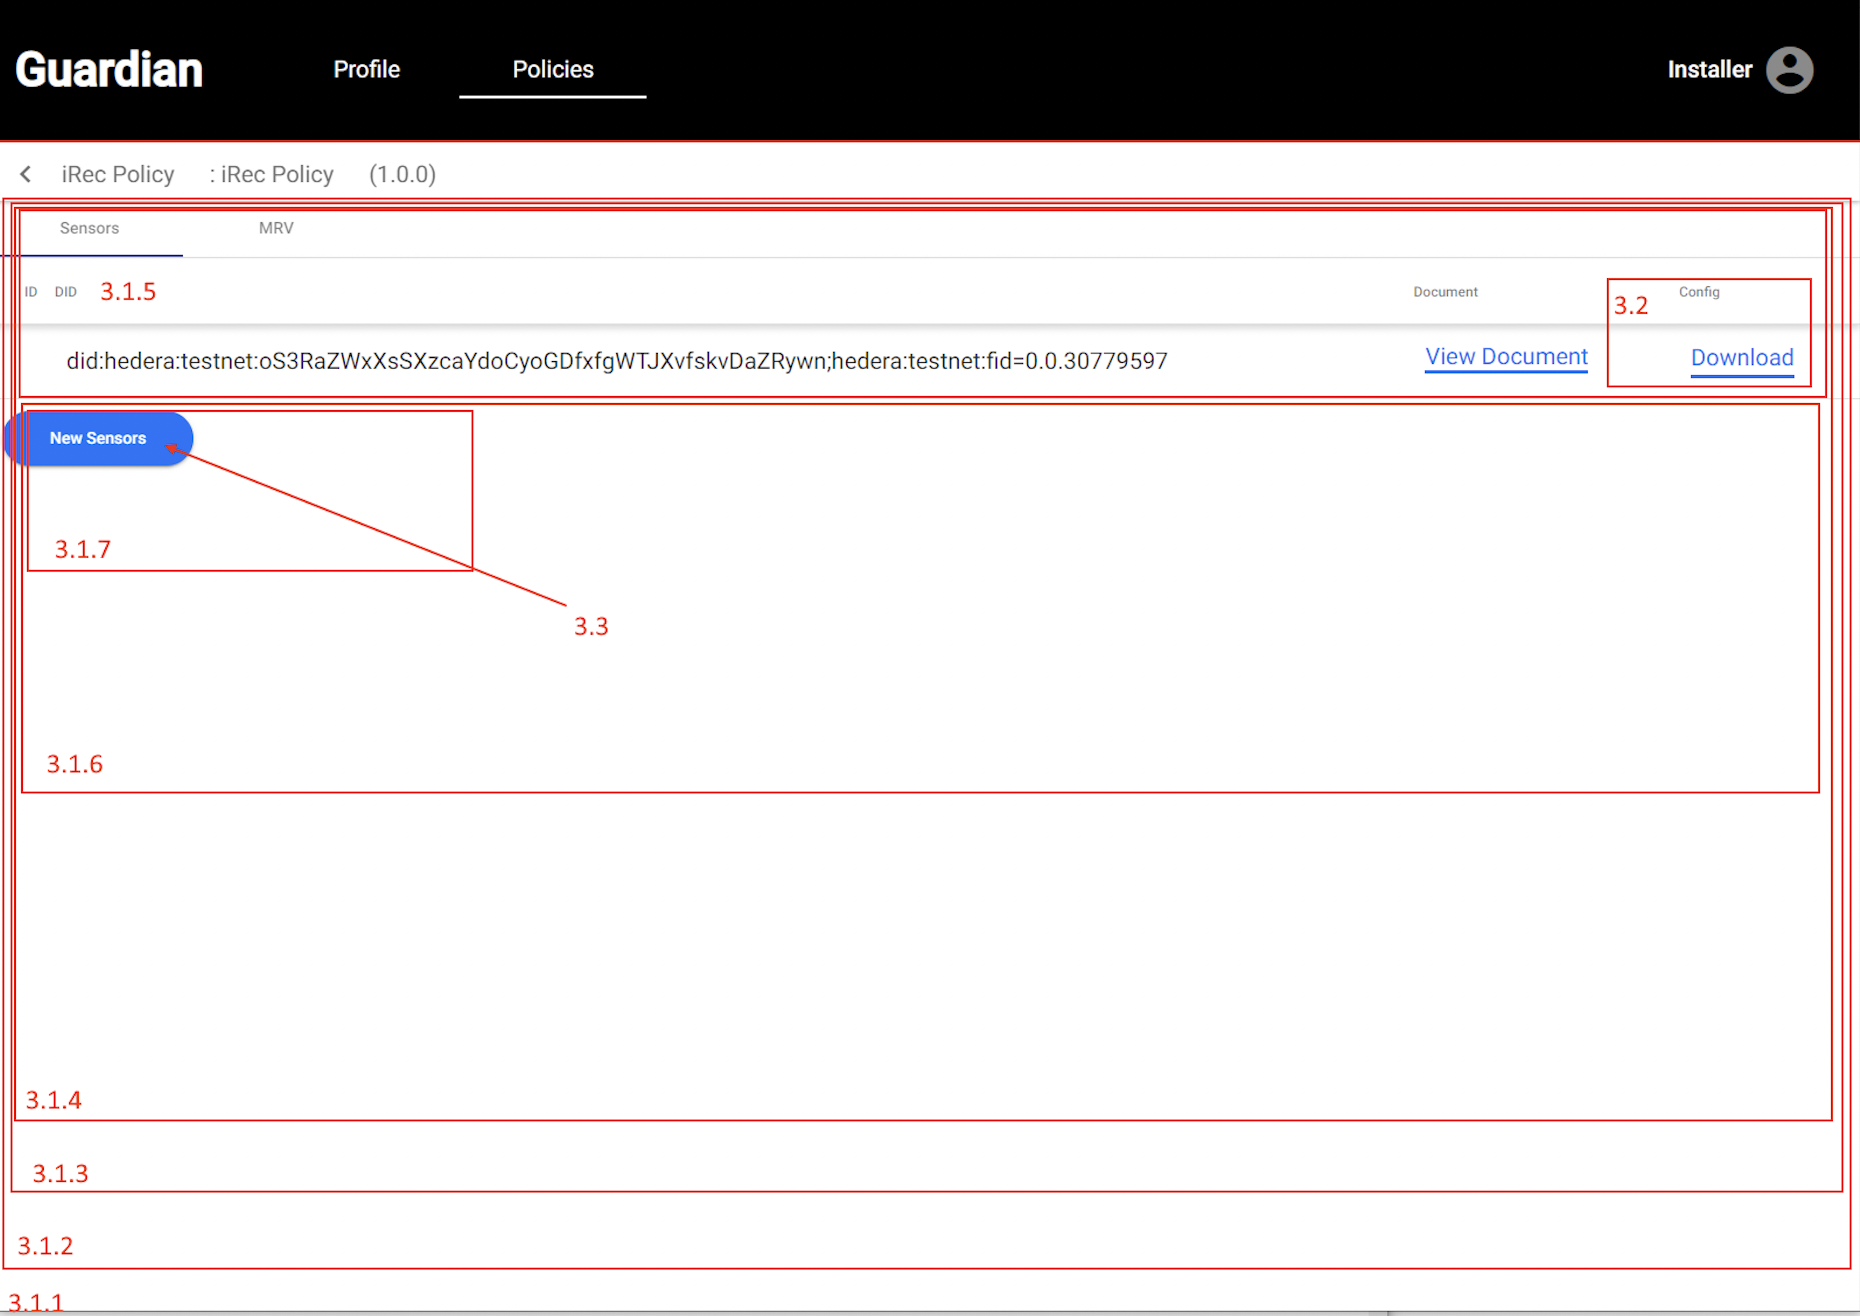 Guardian Profile Policies Installer
iRec Policy : iRec Policy (1.0.0)
Sensors MRV
ID DID 3.1.5 Document 3.2 Config
did:hedera:testnet:oS3RaZWxXsSXzcaYdoCyoGDfxfgWTJXvfskvDaZRywn;hedera:testnet:fid=0.0.30779597 View Document Download
New Sensors
3.1.7
3.3
3.1.6
3.1.4
3.1.3
3.1.2
3.1.1